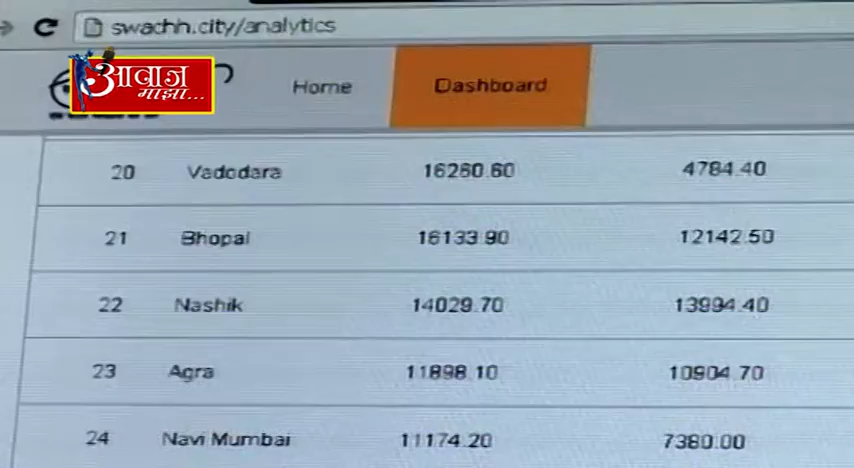 swachh.city/analytics
आवाज
माझा...
Home Dashboard
20 Vadodara 16260.60 4784.40
21 Bhopal 16133.90 12142.50
22 Nashik 14029.70 13994.40
23 Agra 11898.10 10904.70
24 Navi Mumbai 11174.20 7380.00